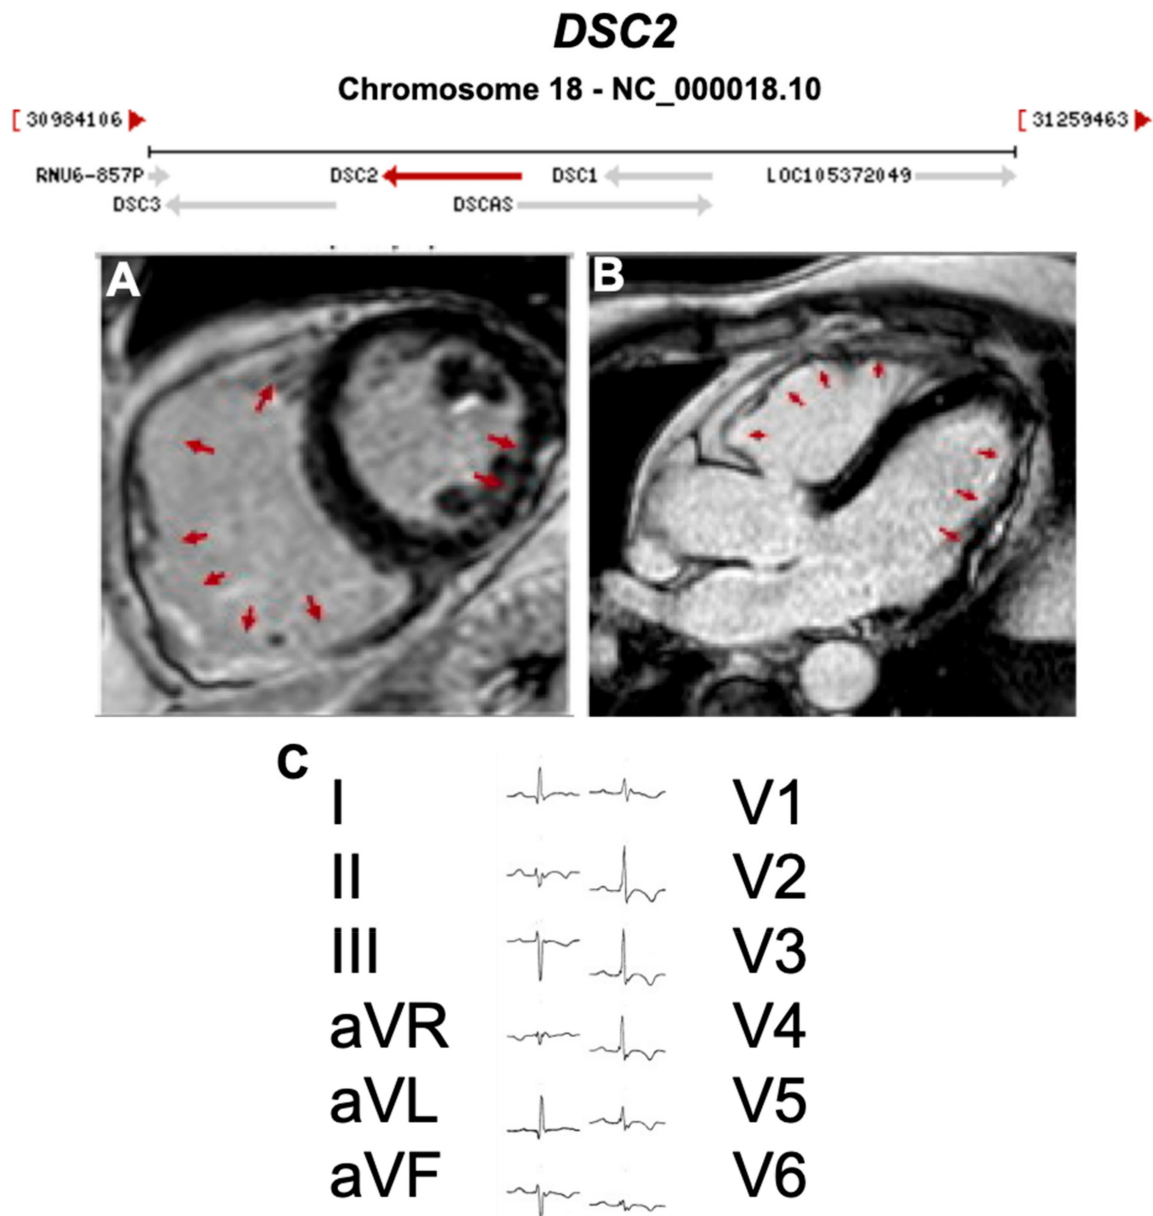 DSC2
Chromosome 18 - NC_000018.10
[ 30984106
[ 31259463
RNU6-857P
DSC2
DSC1
LOC105372049
DSC3
DSCAS
A
B
C
I
V1
II
V2
III
V3
aVR
V4
aVL
V5
aVF
V6